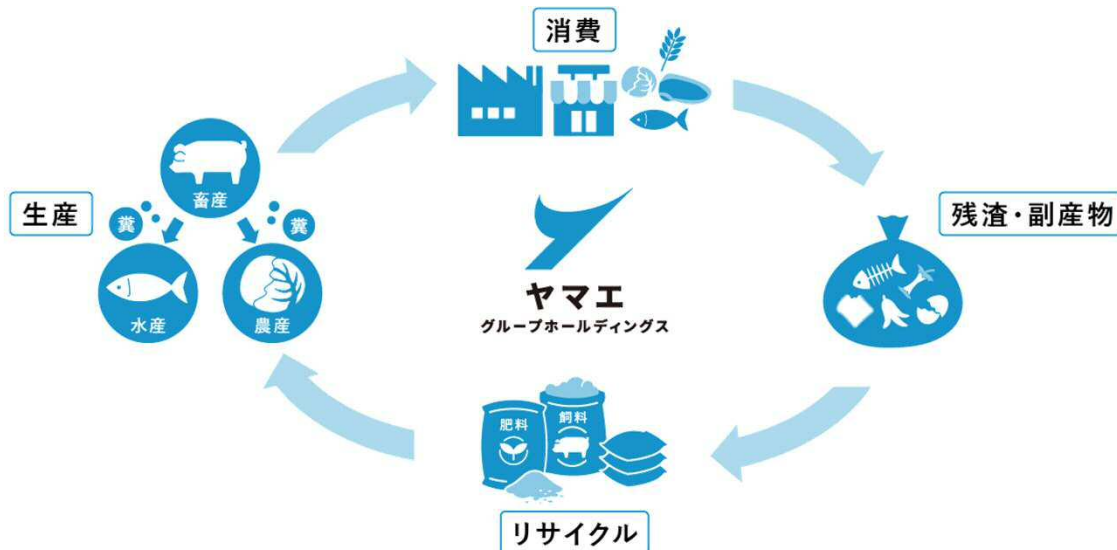 消費
畜産
生産
糞
糞
水産
農産
残渣・副産物
ヤマエ
グループホールディングス
肥料
飼料
リサイクル